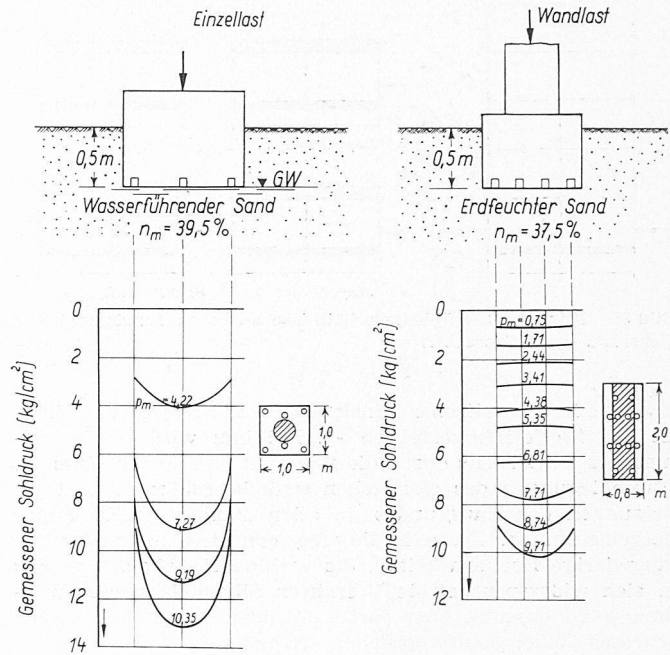 Einzellast
0,5m
GW
Wasserführender Sand
n_m = 39,5%
Gemessener Sohldruck [kg/cm²]
0
2
4
6
8
10
12
14
p_m = 4,22
7,27
9,19
10,35
1,0
1,0 m
Wandlast
0,5m
Erdfeuchter Sand
n_m = 37,5%
Gemessener Sohldruck [kg/cm²]
0
2
4
6
8
10
12
p_m = 0,75
1,71
2,44
3,41
4,38
5,35
6,81
7,71
8,74
9,71
2,0
0,8 m